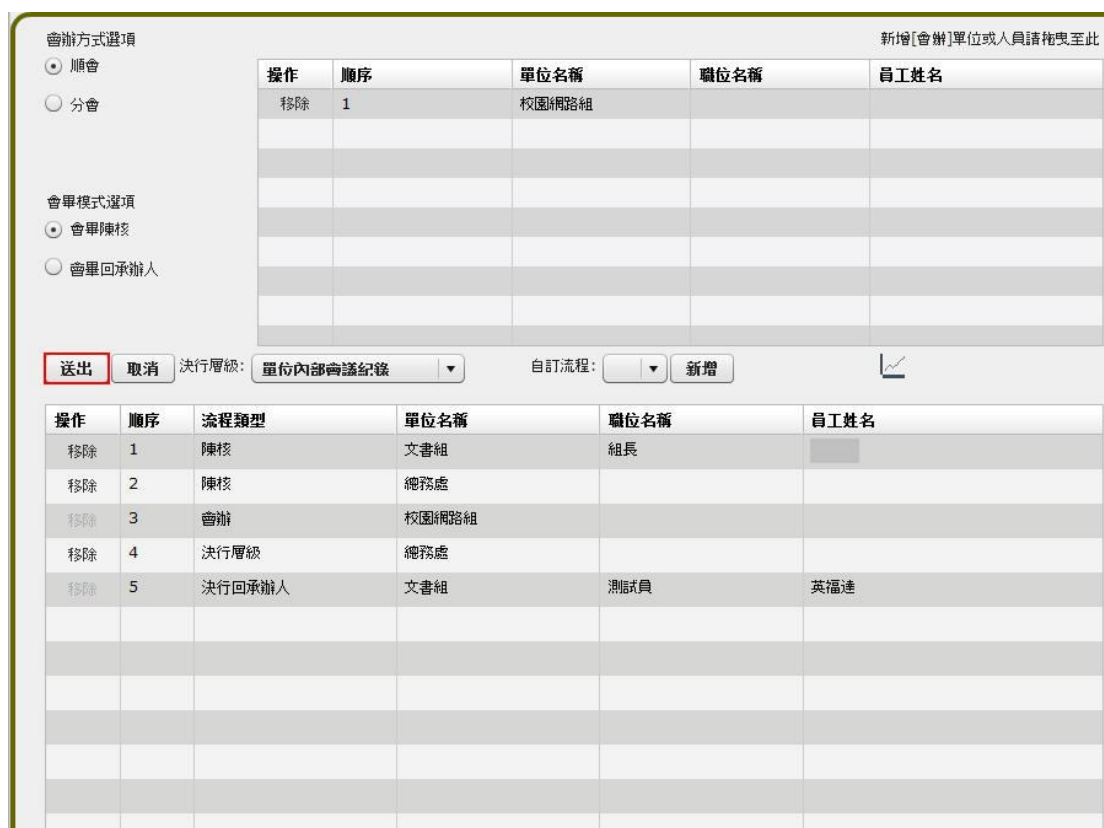 會辦方式選項
新增[會辦]單位或人員請拖曳至此
順會
分會
操作 順序 單位名稱 職位名稱 員工姓名
移除 1 校園網路組
會畢模式選項
會畢陳核
會畢回承辦人
送出 取消 決行層級: 單位內部會議紀錄 自訂流程: 新增
操作 順序 流程類型 單位名稱 職位名稱 員工姓名
移除 1 陳核 文書組 組長
移除 2 陳核 總務處
移除 3 會辦 校園網路組
移除 4 決行層級 總務處
移除 5 決行回承辦人 文書組 測試員 英福達